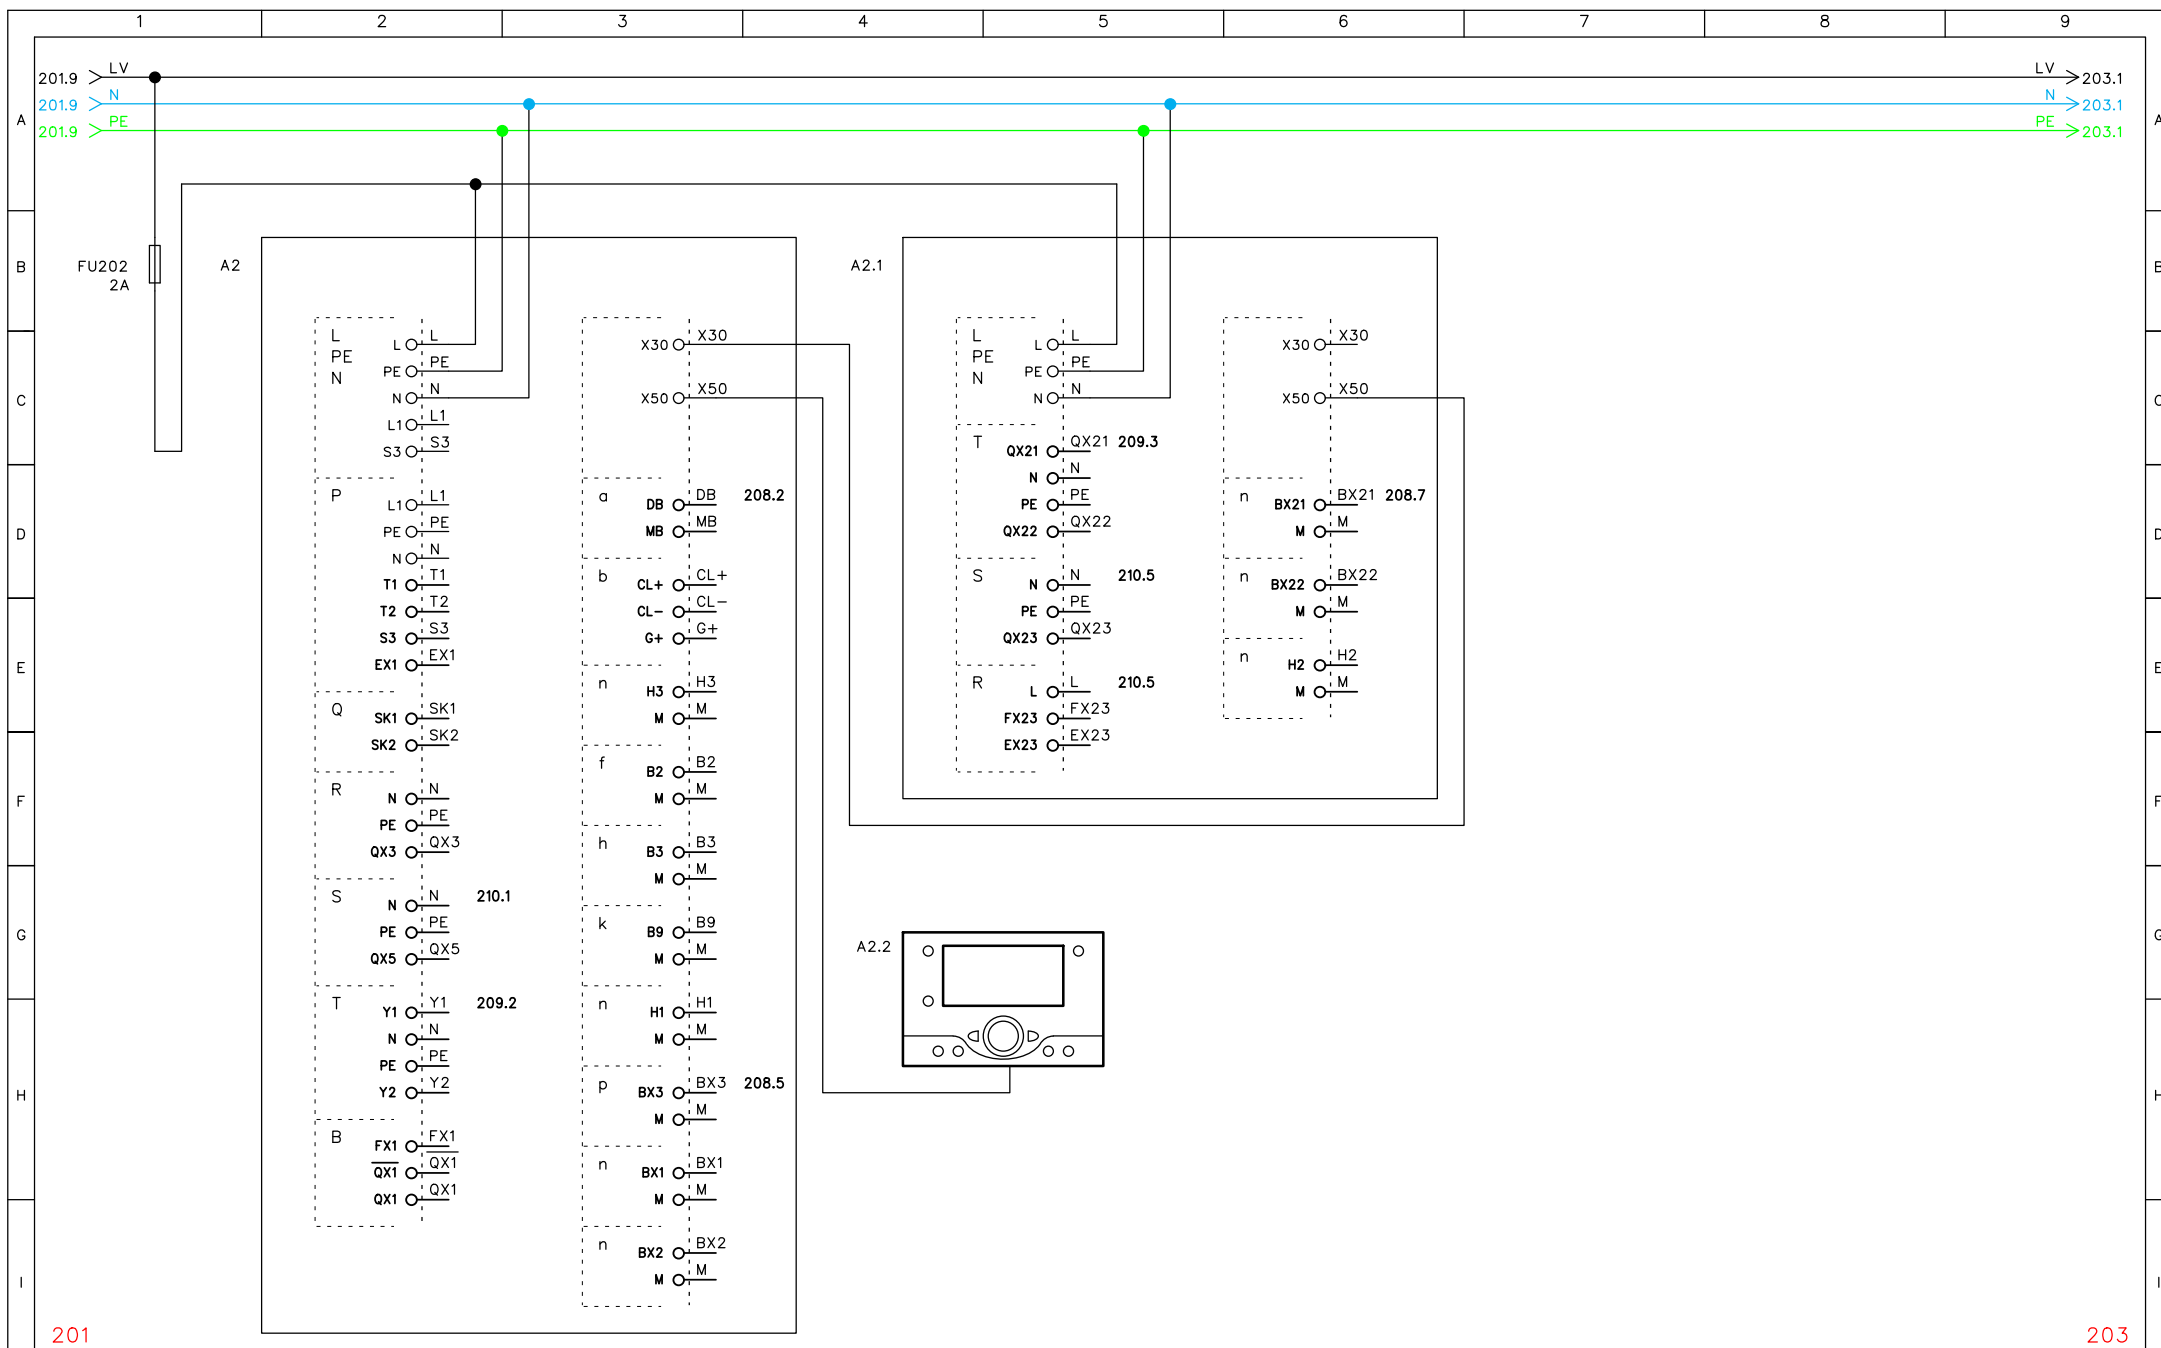 1 2 3 4 5 6 7 8 9
201.9 LV LV 203.1
201.9 N N 203.1
201.9 PE PE 203.1
A A
B B
C C
D D
E E
F F
G G
H H
I I
FU202
2A
A2
L
PE
N
L L
PE PE
N N
L1 L1
S3 S3
P
L1 L1
PE PE
N N
T1 T1
T2 T2
S3 S3
EX1 EX1
Q
SK1 SK1
SK2 SK2
R
N N
PE PE
QX3 QX3
S
N N 210.1
PE PE
QX5 QX5
T
Y1 Y1 209.2
N N
PE PE
Y2 Y2
B
FX1 FX1
Q̅X̅1̅ Q̅X̅1̅
QX1 QX1
X30 X30
X50 X50
a
DB DB 208.2
MB MB
b
CL+ CL+
CL- CL-
G+ G+
n
H3 H3
M M
f
B2 B2
M M
h
B3 B3
M M
k
B9 B9
M M
n
H1 H1
M M
p
BX3 BX3 208.5
M M
n
BX1 BX1
M M
n
BX2 BX2
M M
A2.1
L
PE
N
L L
PE PE
N N
T
QX21 QX21 209.3
N N
PE PE
QX22 QX22
S
N N 210.5
PE PE
QX23 QX23
R
L L 210.5
FX23 FX23
EX23 EX23
X30 X30
X50 X50
n
BX21 BX21 208.7
M M
n
BX22 BX22
M M
n
H2 H2
M M
A2.2
201 203